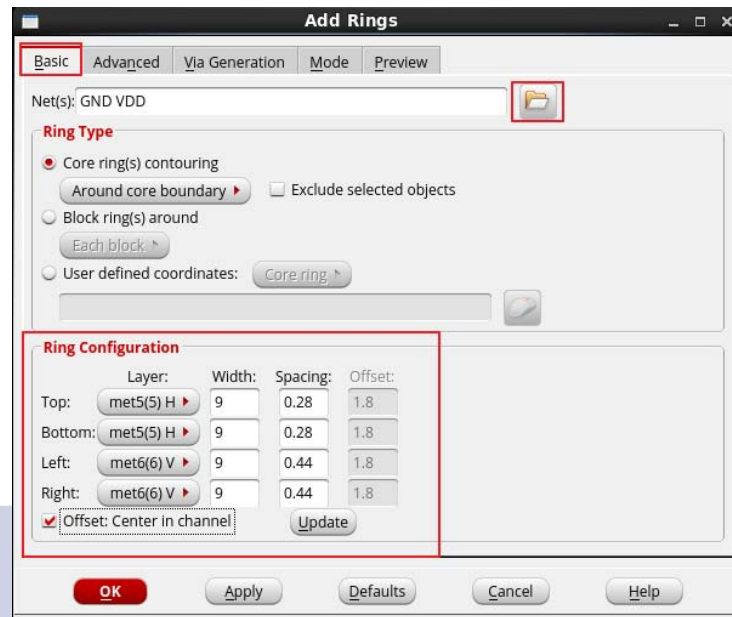 Add Rings
Basic Advanced Via Generation Mode Preview
Net(s): GND VDD
Ring Type
Core ring(s) contouring
Around core boundary Exclude selected objects
Block ring(s) around
Each block
User defined coordinates: Core ring
Ring Configuration
Layer: Width: Spacing: Offset:
Top: met5(5) H 9 0.28 1.8
Bottom: met5(5) H 9 0.28 1.8
Left: met6(6) V 9 0.44 1.8
Right: met6(6) V 9 0.44 1.8
Offset: Center in channel Update
OK Apply Defaults Cancel Help